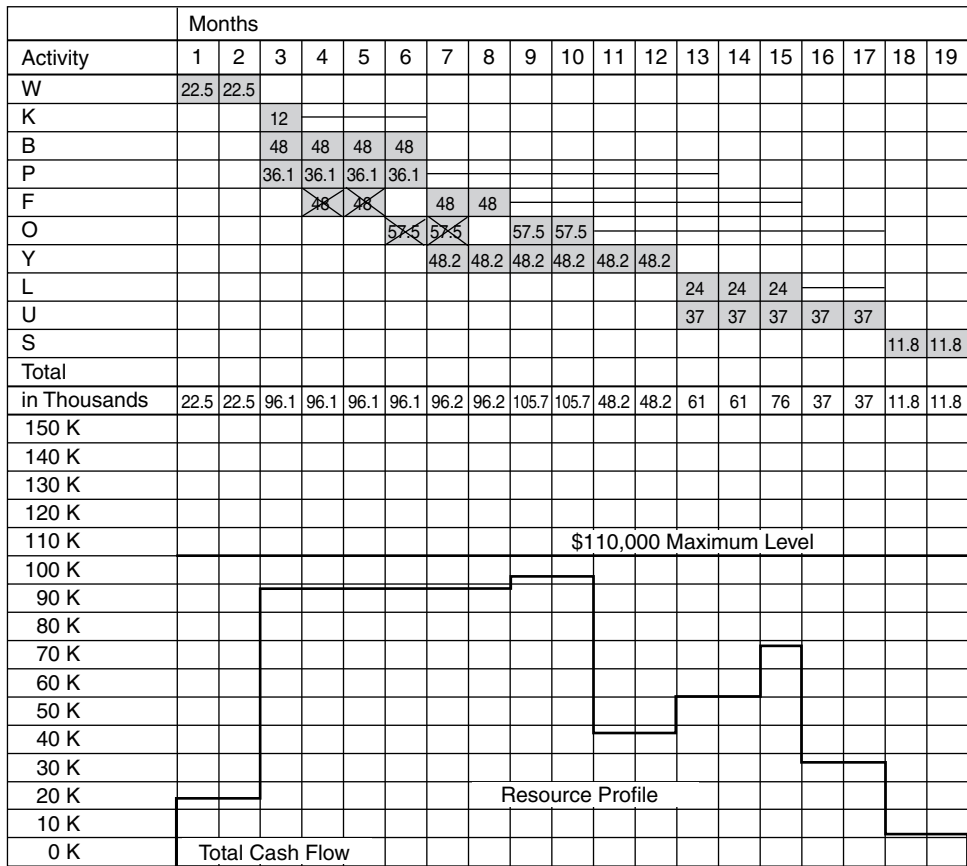 Months
Activity 1 2 3 4 5 6 7 8 9 10 11 12 13 14 15 16 17 18 19
W 22.5 22.5
K 12
B 48 48 48 48
P 36.1 36.1 36.1 36.1
F 48 48 48 48
O 57.5 57.5 57.5 57.5
Y 48.2 48.2 48.2 48.2 48.2 48.2
L 24 24 24
U 37 37 37 37 37
S 11.8 11.8
Total
in Thousands 22.5 22.5 96.1 96.1 96.1 96.1 96.2 96.2 105.7 105.7 48.2 48.2 61 61 76 37 37 11.8 11.8
150 K
140 K
130 K
120 K
110 K $110,000 Maximum Level
100 K
90 K
80 K
70 K
60 K
50 K
40 K
30 K
20 K Resource Profile
10 K
0 K Total Cash Flow